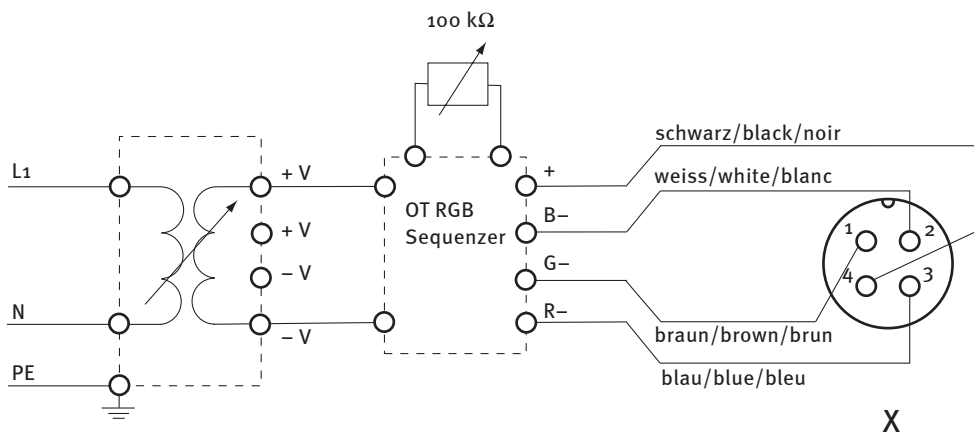 100 kΩ
L1
N
PE
+ V
+ V
– V
– V
OT RGB
Sequenzer
+
B–
G–
R–
schwarz/black/noir
weiss/white/blanc
braun/brown/brun
blau/blue/bleu
1
2
4
3
X